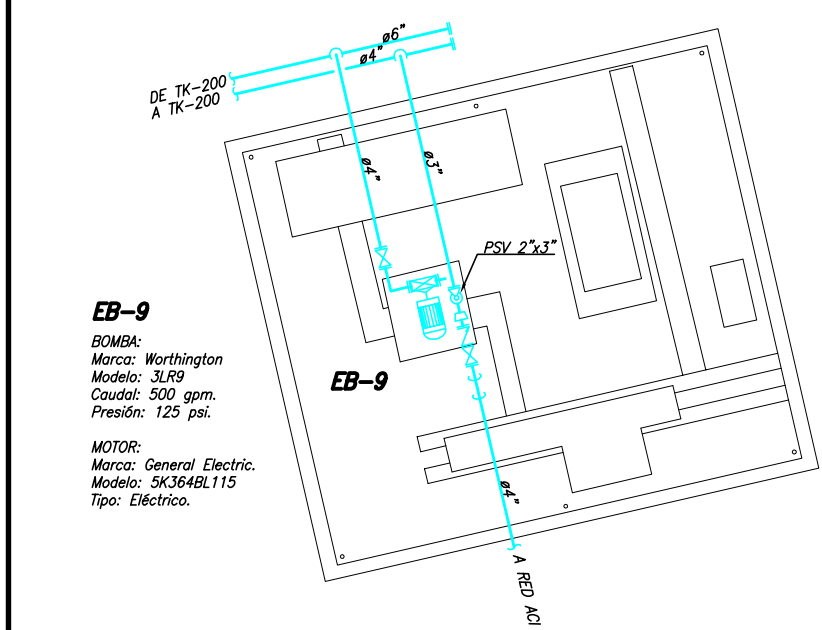 ø6"
ø4"
DE TK-200
A TK-200
ø4"
ø3"
PSV 2"x3"
EB-9
BOMBA:
Marca: Worthington
Modelo: 3LR9
Caudal: 500 gpm.
Presión: 125 psi.
MOTOR:
Marca: General Electric.
Modelo: 5K364BL115
Tipo: Eléctrico.
EB-9
ø4"
A RED ACI